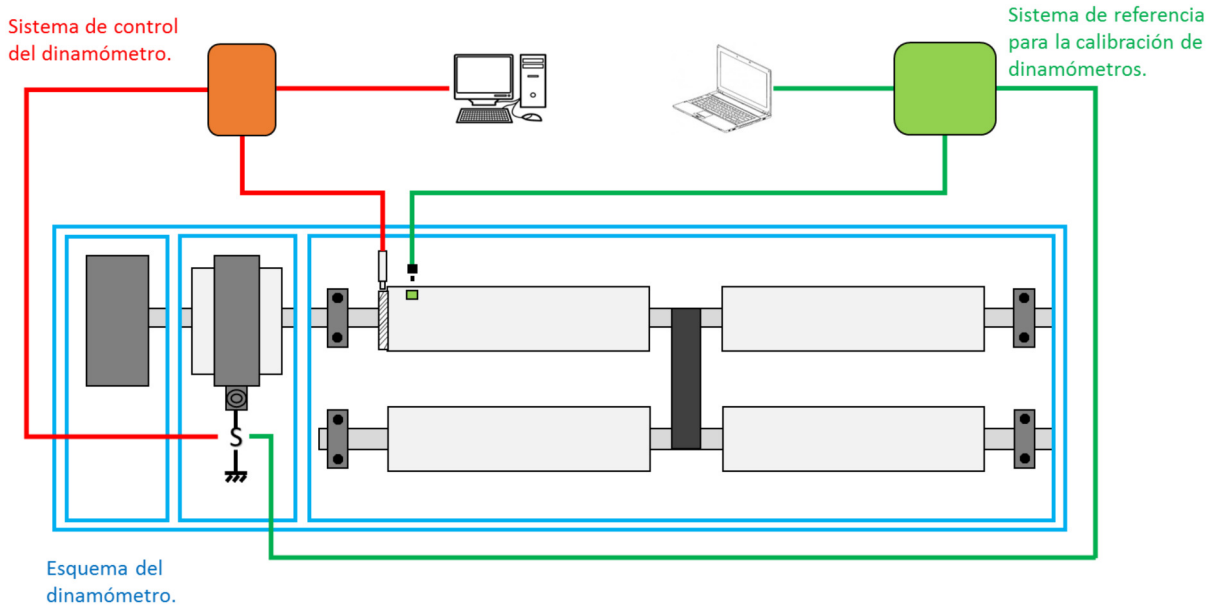 Sistema de control
del dinamómetro.
Sistema de referencia
para la calibración de
dinamómetros.
S
Esquema del
dinamómetro.